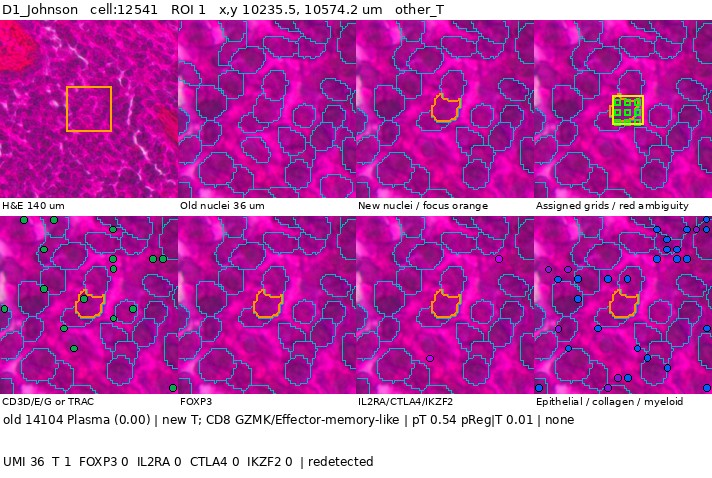 D1_Johnson cell:12541 ROI 1 x,y 10235.5, 10574.2 um other_T
H&E 140 um
Old nuclei 36 um
New nuclei / focus orange
Assigned grids / red ambiguity
CD3D/E/G or TRAC
FOXP3
IL2RA/CTLA4/IKZF2
Epithelial / collagen / myeloid
old 14104 Plasma (0.00) | new T; CD8 GZMK/Effector-memory-like | pT 0.54 pReg|T 0.01 | none
UMI 36 T 1 FOXP3 0 IL2RA 0 CTLA4 0 IKZF2 0 | redetected